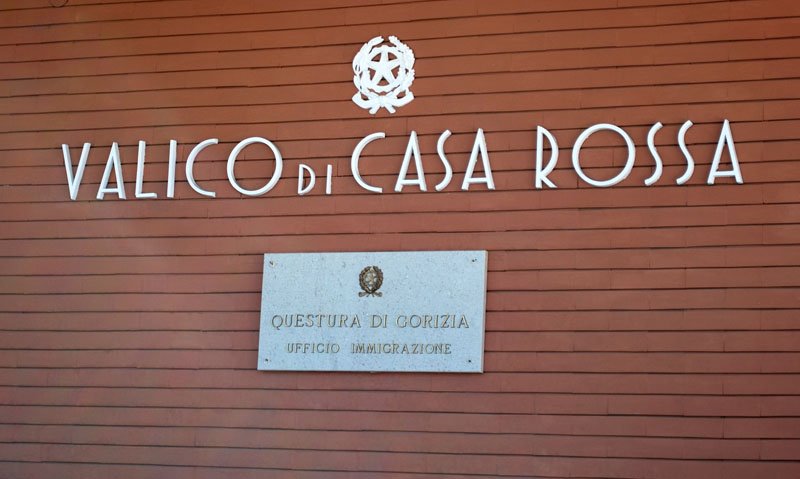 VALICO DI CASA ROSSA
QUESTURA DI GORIZIA
UFFICIO IMMIGRAZIONE